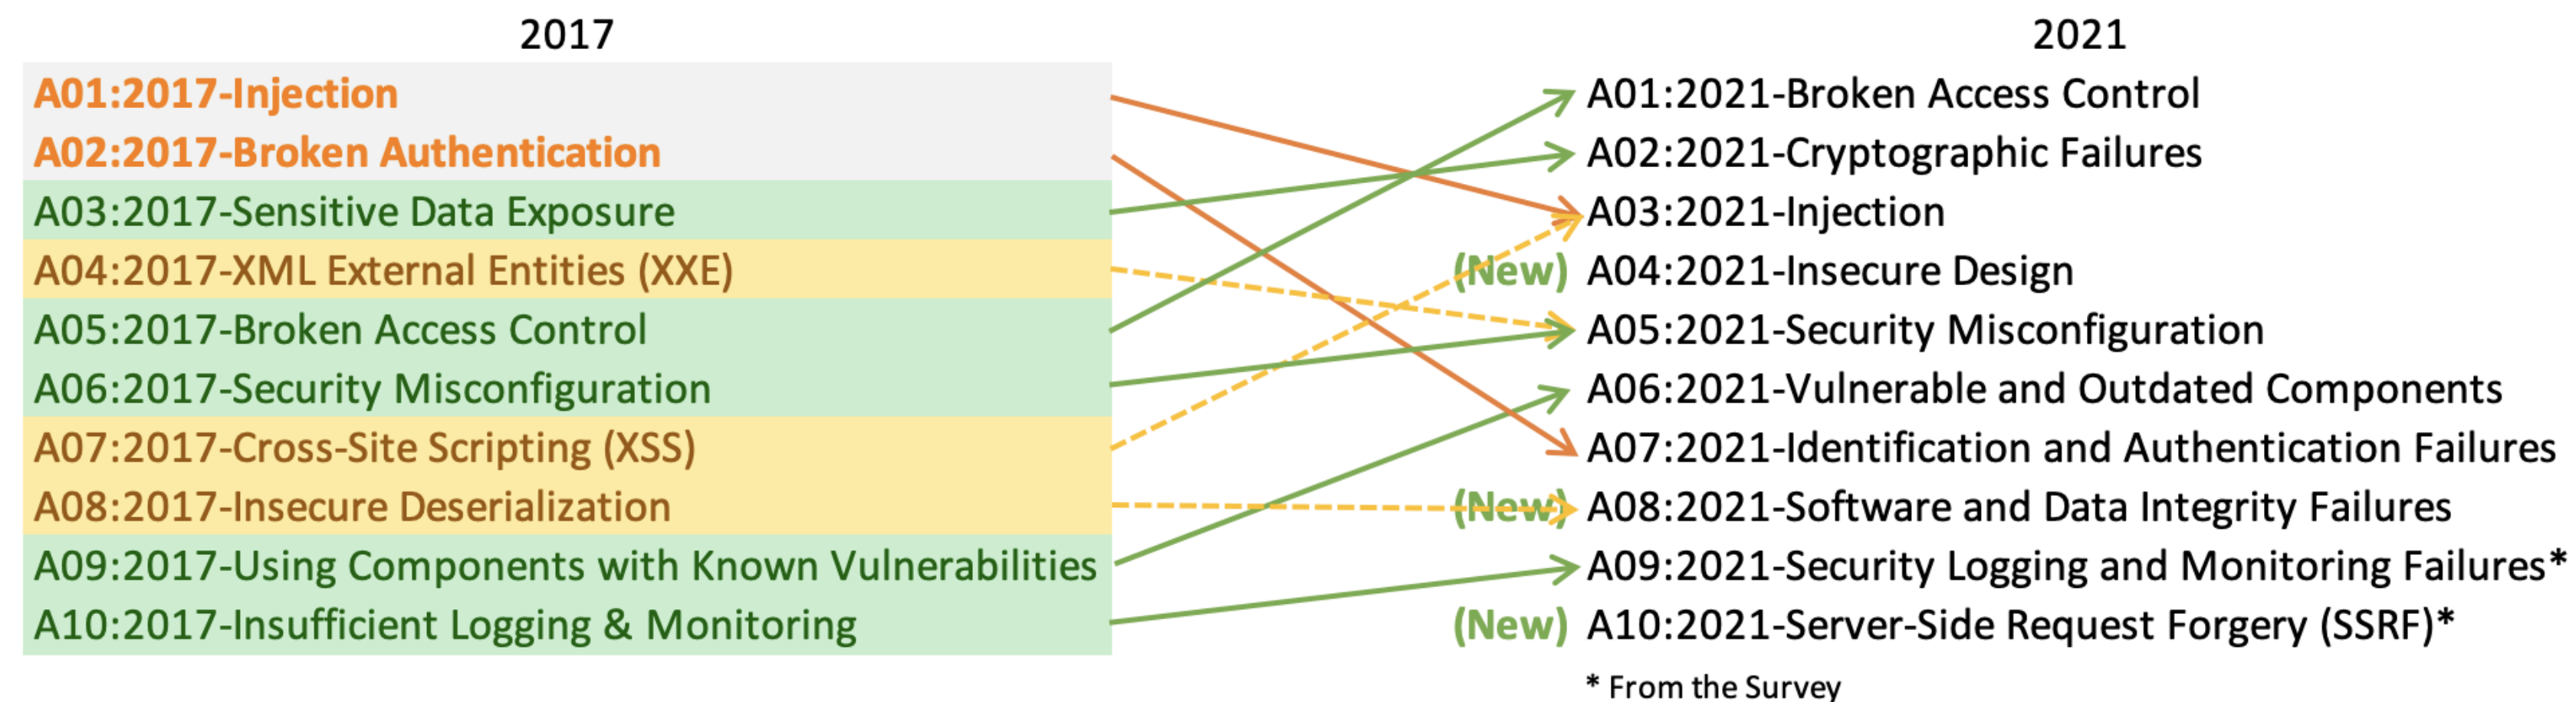 2017
A01:2017-Injection
A02:2017-Broken Authentication
A03:2017-Sensitive Data Exposure
A04:2017-XML External Entities (XXE)
A05:2017-Broken Access Control
A06:2017-Security Misconfiguration
A07:2017-Cross-Site Scripting (XSS)
A08:2017-Insecure Deserialization
A09:2017-Using Components with Known Vulnerabilities
A10:2017-Insufficient Logging & Monitoring
2021
A01:2021-Broken Access Control
A02:2021-Cryptographic Failures
A03:2021-Injection
(New) A04:2021-Insecure Design
A05:2021-Security Misconfiguration
A06:2021-Vulnerable and Outdated Components
A07:2021-Identification and Authentication Failures
(New) A08:2021-Software and Data Integrity Failures
A09:2021-Security Logging and Monitoring Failures*
(New) A10:2021-Server-Side Request Forgery (SSRF)*
* From the Survey